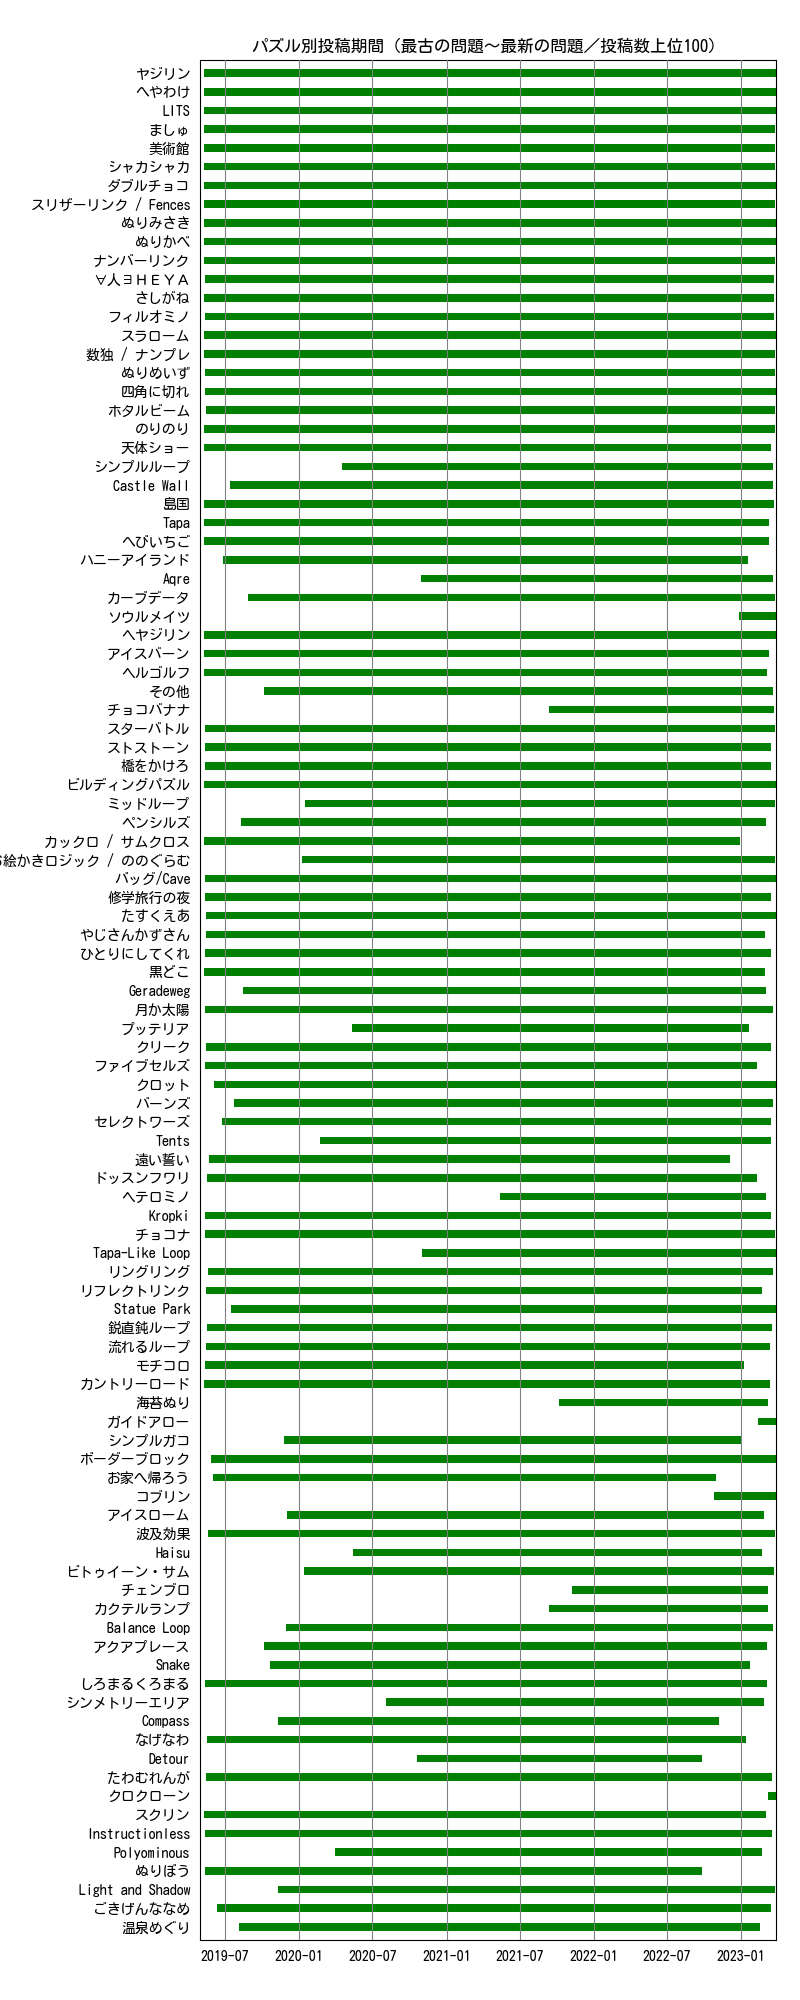 パズル別投稿期間（最古の問題～最新の問題／投稿数上位100）
ヤジリン
へやわけ
LITS
ましゅ
美術館
シャカシャカ
ダブルチョコ
スリザーリンク / Fences
ぬりみさき
ぬりかべ
ナンバーリンク
∀人∃ＨＥＹＡ
さしがね
フィルオミノ
スラローム
数独 / ナンプレ
ぬりめいず
四角に切れ
ホタルビーム
のりのり
天体ショー
シンプルループ
Castle Wall
島国
Tapa
へびいちご
ハニーアイランド
Aqre
カーブデータ
ソウルメイツ
ヘヤジリン
アイスバーン
ヘルゴルフ
その他
チョコバナナ
スターバトル
ストストーン
橋をかけろ
ビルディングパズル
ミッドループ
ペンシルズ
カックロ / サムクロス
絵かきロジック / ののぐらむ
バッグ/Cave
修学旅行の夜
たすくえあ
やじさんかずさん
ひとりにしてくれ
黒どこ
Geradeweg
月か太陽
プッテリア
クリーク
ファイブセルズ
クロット
バーンズ
セレクトワーズ
Tents
遠い誓い
ドッスンフワリ
ヘテロミノ
Kropki
チョコナ
Tapa-Like Loop
リングリング
リフレクトリンク
Statue Park
鋭直鈍ループ
流れるループ
モチコロ
カントリーロード
海苔ぬり
ガイドアロー
シンプルガコ
ボーダーブロック
お家へ帰ろう
コブリン
アイスローム
波及効果
Haisu
ビトゥイーン・サム
チェンブロ
カクテルランプ
Balance Loop
アクアプレース
Snake
しろまるくろまる
シンメトリーエリア
Compass
なげなわ
Detour
たわむれんが
クロクローン
スクリン
Instructionless
Polyominous
ぬりぼう
Light and Shadow
ごきげんななめ
温泉めぐり
2019-07 2020-01 2020-07 2021-01 2021-07 2022-01 2022-07 2023-01